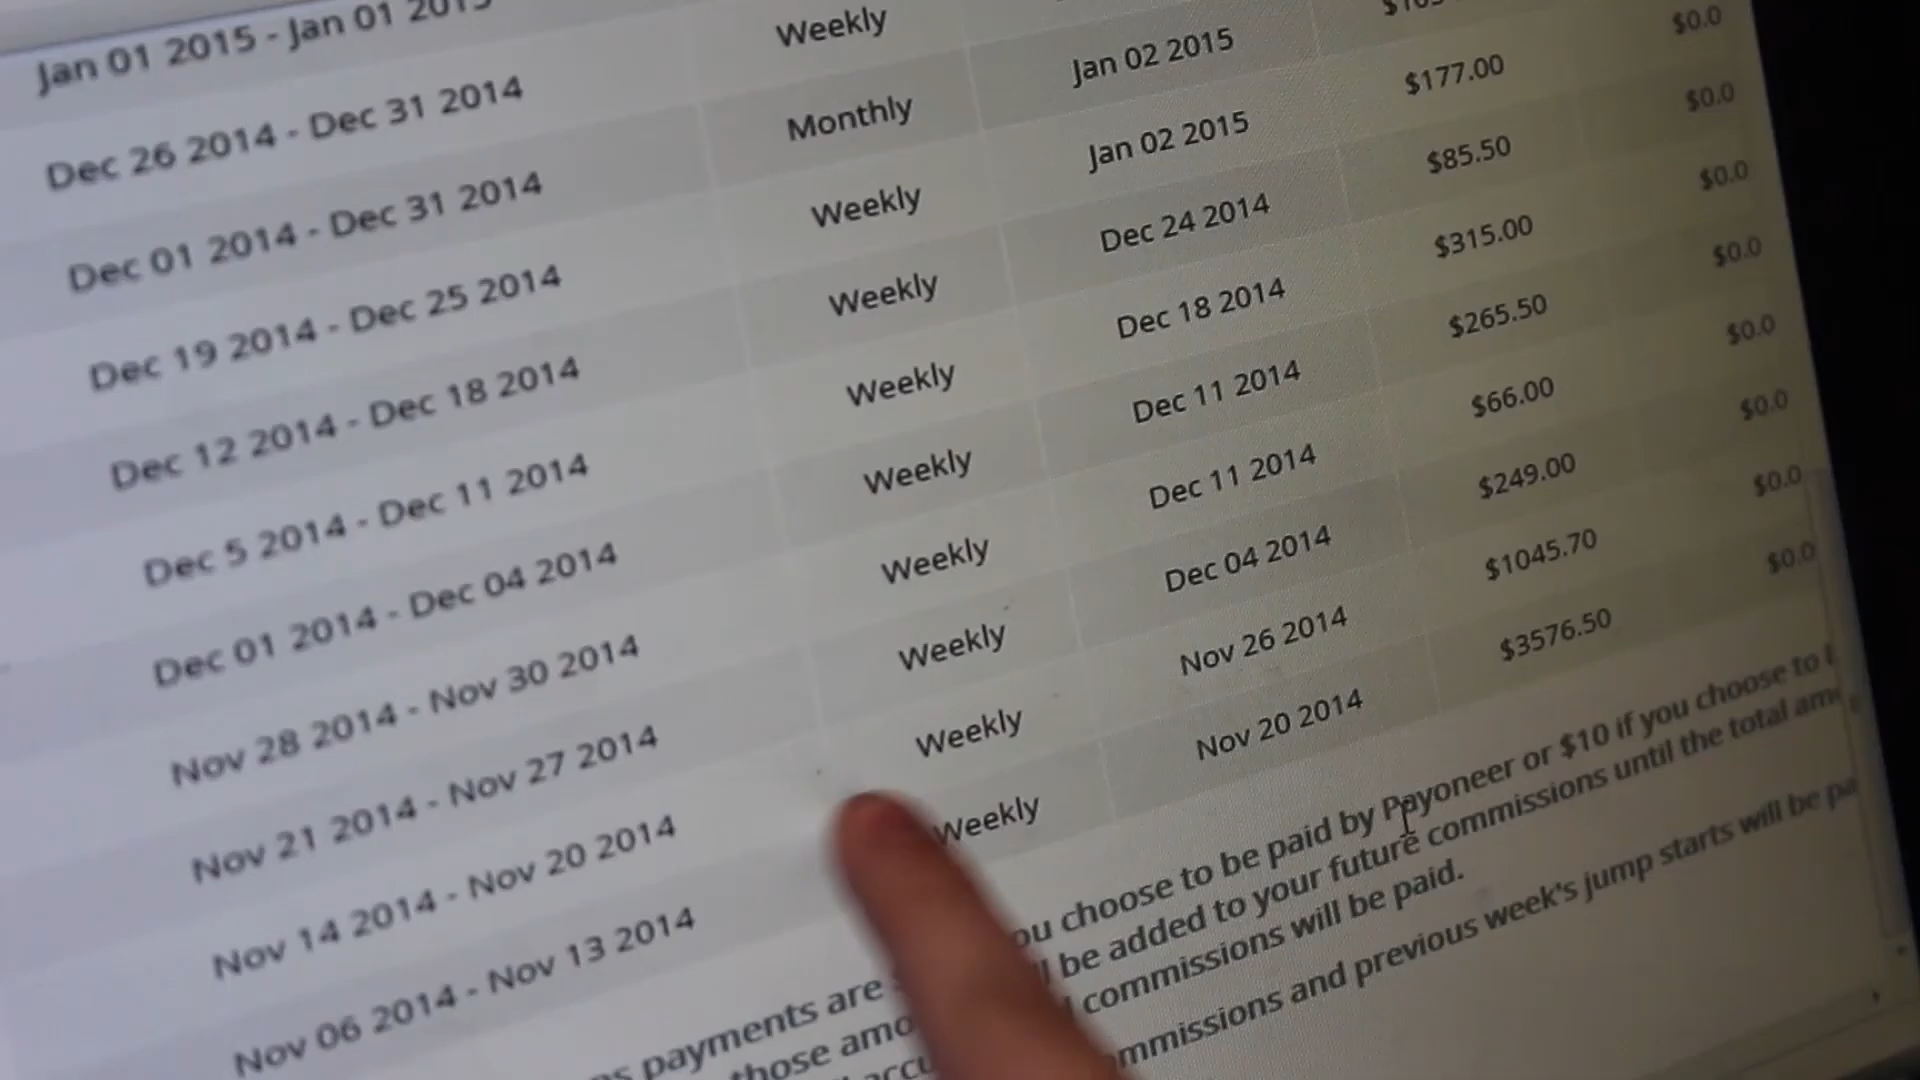 Jan 01 2015 - Jan 01
Dec 26 2014 - Dec 31 2014 Weekly
Dec 01 2014 - Dec 31 2014 Monthly Jan 02 2015
Dec 19 2014 - Dec 25 2014 Weekly Jan 02 2015 $177.00 $0.0
Dec 12 2014 - Dec 18 2014 Weekly Dec 24 2014 $85.50 $0.0
Dec 5 2014 - Dec 11 2014 Weekly Dec 18 2014 $315.00 $0.0
Dec 01 2014 - Dec 04 2014 Weekly Dec 11 2014 $265.50 $0.0
Nov 28 2014 - Nov 30 2014 Weekly Dec 11 2014 $66.00 $0.0
Nov 21 2014 - Nov 27 2014 Weekly Dec 04 2014 $249.00 $0.0
Nov 14 2014 - Nov 20 2014 Weekly Nov 26 2014 $1045.70 $0.0
Nov 06 2014 - Nov 13 2014 Weekly Nov 20 2014 $3576.50 $0.0
payments are ou choose to be paid by Payoneer or $10 if you choose to
those be added to your future commissions until the total
commissions will be paid.
mmissions and previous week's jump starts will be pa